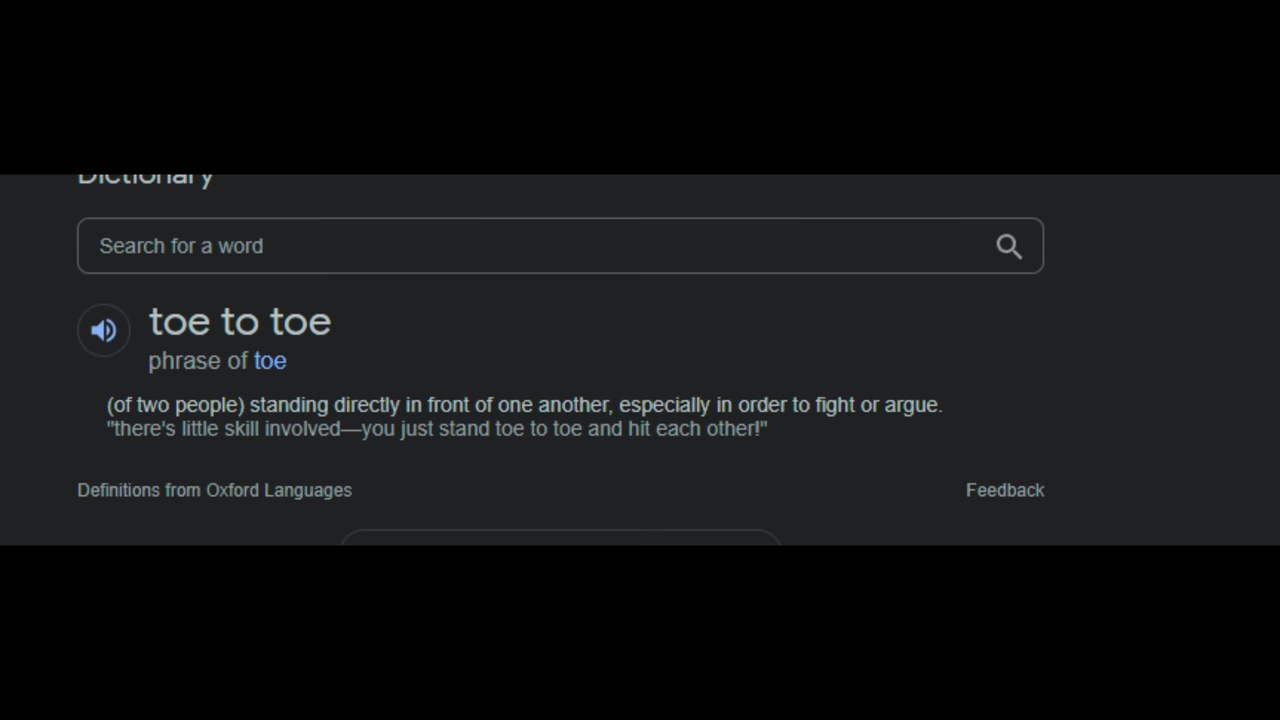 Dictionary
Search for a word
toe to toe
phrase of toe
(of two people) standing directly in front of one another, especially in order to fight or argue.
"there's little skill involved—you just stand toe to toe and hit each other!"
Definitions from Oxford Languages
Feedback